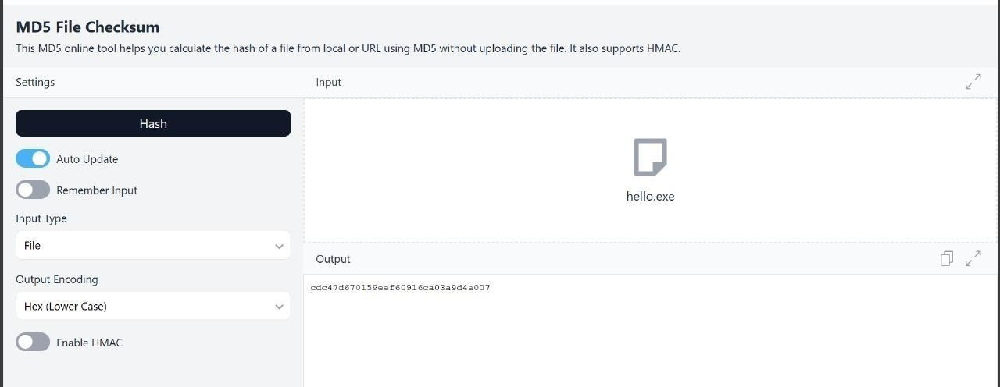 MD5 File Checksum
This MD5 online tool helps you calculate the hash of a file from local or URL using MD5 without uploading the file. It also supports HMAC.
Settings
Hash
Auto Update
Remember Input
Input Type
File
Output Encoding
Hex (Lower Case)
Enable HMAC
Input
hello.exe
Output
cdc47d670159eef60916ca03a9d4a007